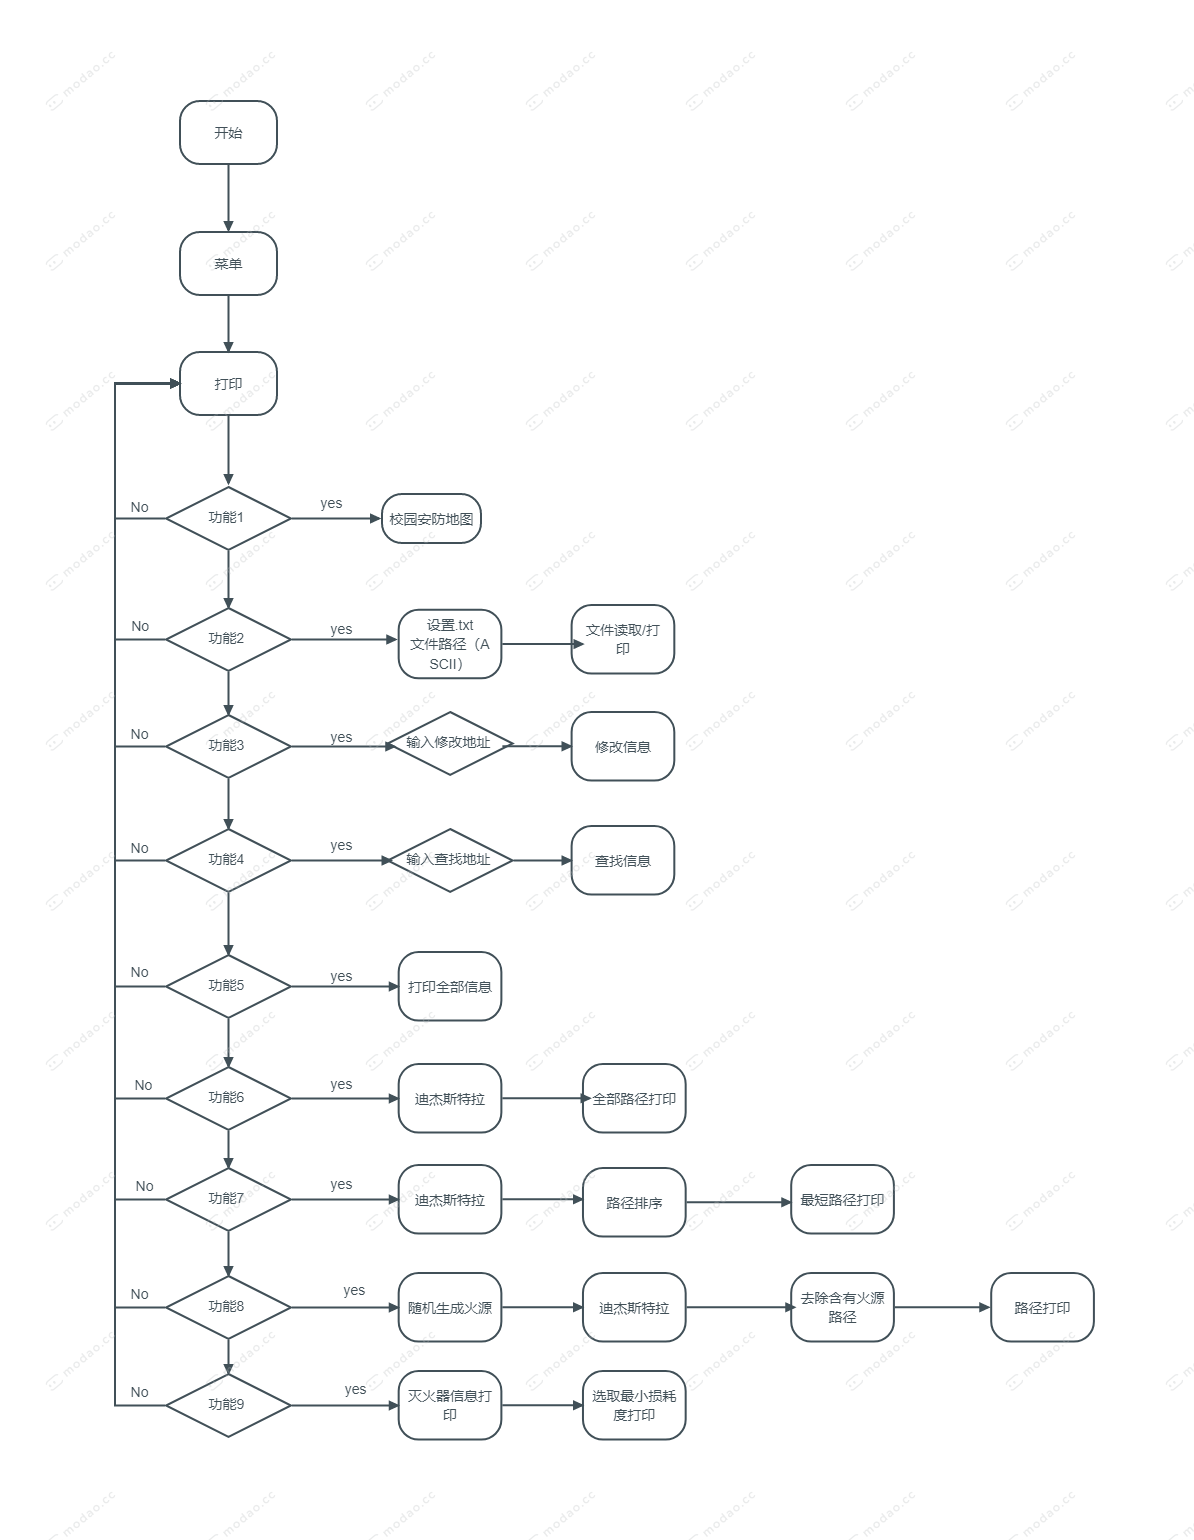 开始
菜单
打印
No
功能1
yes
校园安防地图
No
功能2
yes
设置.txt
文件路径（A
SCII）
文件读取/打
印
No
功能3
yes
输入修改地址
修改信息
No
功能4
yes
输入查找地址
查找信息
No
功能5
yes
打印全部信息
No
功能6
yes
迪杰斯特拉
全部路径打印
No
功能7
yes
迪杰斯特拉
路径排序
最短路径打印
No
功能8
yes
随机生成火源
迪杰斯特拉
去除含有火源
路径
路径打印
No
功能9
yes
灭火器信息打
印
选取最小损耗
度打印
modao.cc